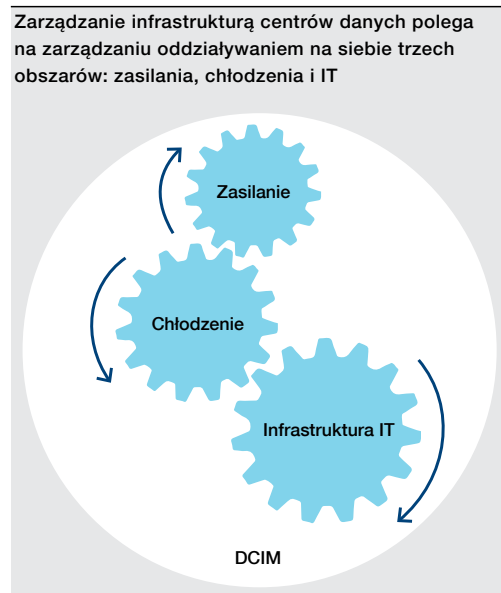 Zarządzanie infrastrukturą centrów danych polega
na zarządzaniu oddziaływaniem na siebie trzech
obszarów: zasilania, chłodzenia i IT
Zasilanie
Chłodzenie
Infrastruktura IT
DCIM